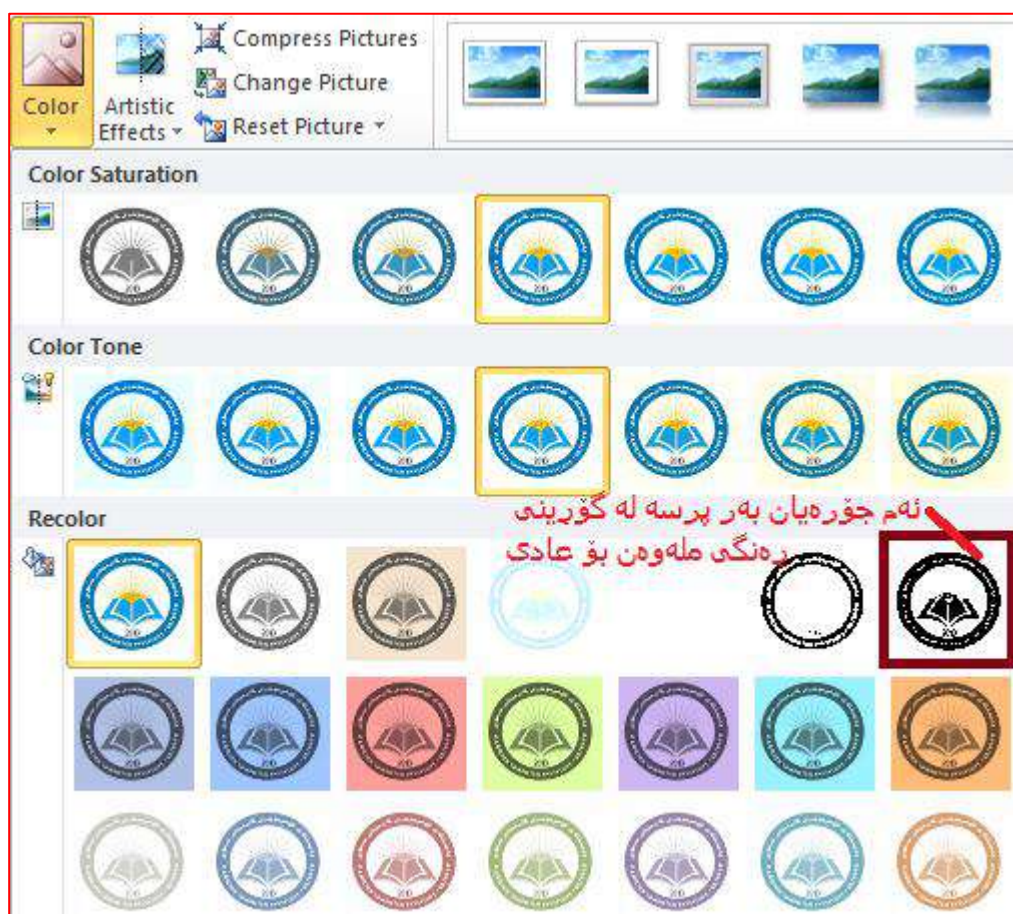 Compress Pictures
Change Picture
Color
Artistic
Effects
Reset Picture
Color Saturation
Color Tone
Recolor
ئەم جۆرەیان بەر پرسە لە گۆڕینی
ڕەنگی ملەوەن بۆ عادی